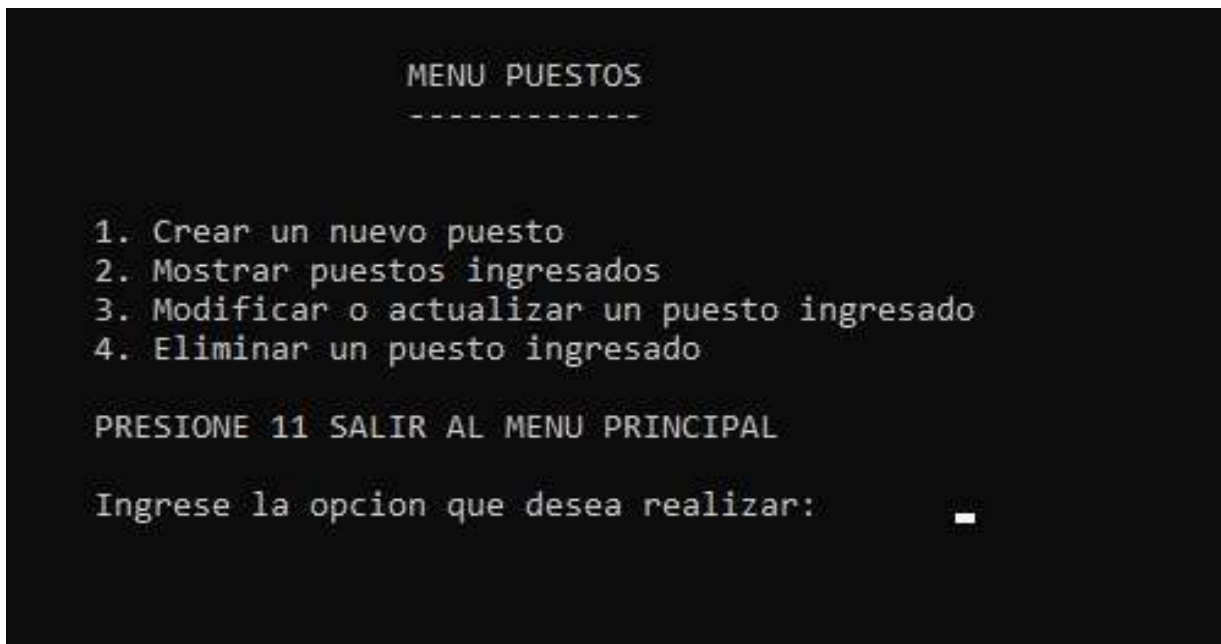 MENU PUESTOS
------------
1. Crear un nuevo puesto
2. Mostrar puestos ingresados
3. Modificar o actualizar un puesto ingresado
4. Eliminar un puesto ingresado
PRESIONE 11 SALIR AL MENU PRINCIPAL
Ingrese la opcion que desea realizar: